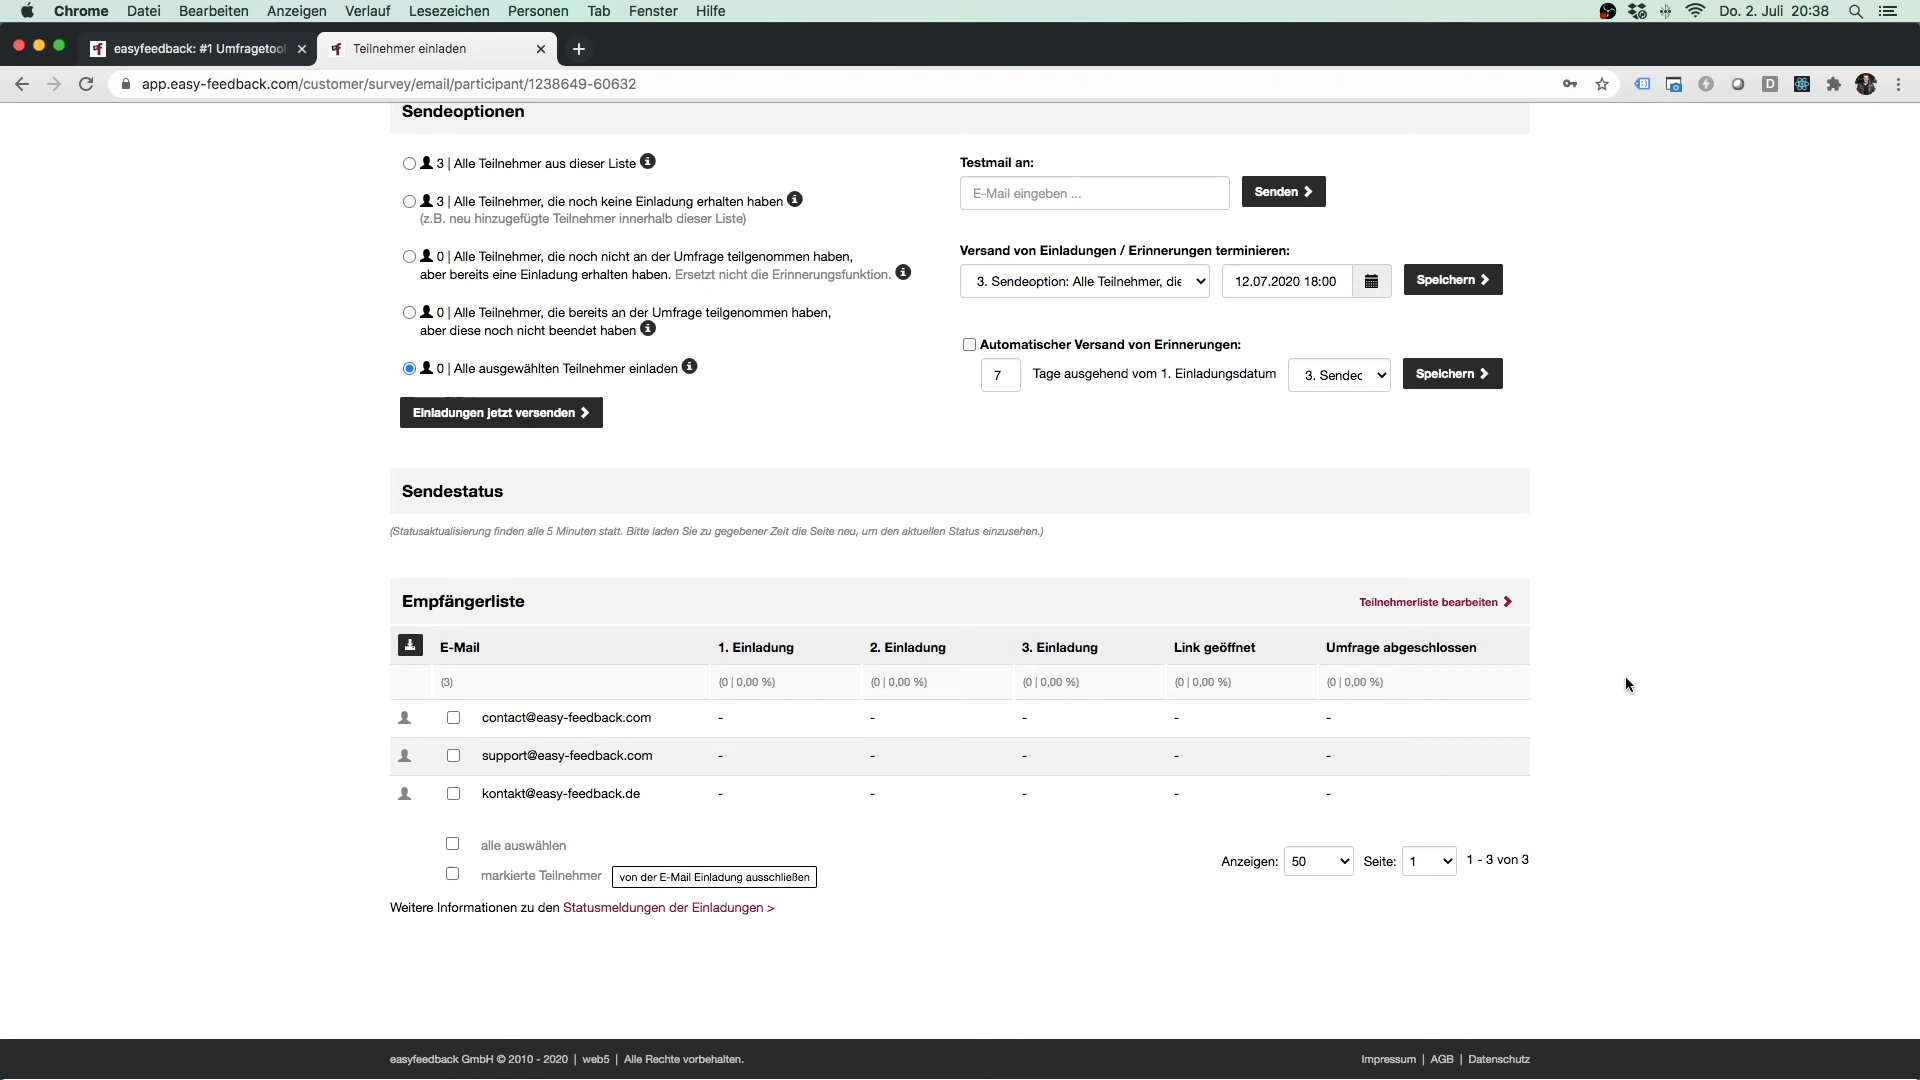 Chrome Datei Bearbeiten Anzeigen Verlauf Lesezeichen Personen Tab Fenster Hilfe Do. 2. Juli 20:38
easyfeedback: #1 Umfragetool Teilnehmer einladen
app.easy-feedback.com/customer/survey/email/participant/1238649-60632
Sendeoptionen
3 | Alle Teilnehmer aus dieser Liste
3 | Alle Teilnehmer, die noch keine Einladung erhalten haben
(z.B. neu hinzugefügte Teilnehmer innerhalb dieser Liste)
0 | Alle Teilnehmer, die noch nicht an der Umfrage teilgenommen haben,
aber bereits eine Einladung erhalten haben. Ersetzt nicht die Erinnerungsfunktion.
0 | Alle Teilnehmer, die bereits an der Umfrage teilgenommen haben,
aber diese noch nicht beendet haben
0 | Alle ausgewählten Teilnehmer einladen
Einladungen jetzt versenden
Testmail an:
E-Mail eingeben ... Senden
Versand von Einladungen / Erinnerungen terminieren:
3. Sendeoption: Alle Teilnehmer, die 12.07.2020 18:00 Speichern
Automatischer Versand von Erinnerungen:
7 Tage ausgehend vom 1. Einladungsdatum 3. Sendec Speichern
Sendestatus
(Statusaktualisierung finden alle 5 Minuten statt. Bitte laden Sie zu gegebener Zeit die Seite neu, um den aktuellen Status einzusehen.)
Empfängerliste Teilnehmerliste bearbeiten
E-Mail 1. Einladung 2. Einladung 3. Einladung Link geöffnet Umfrage abgeschlossen
(3) (0 | 0,00 %) (0 | 0,00 %) (0 | 0,00 %) (0 | 0,00 %) (0 | 0,00 %)
contact@easy-feedback.com - - - - -
support@easy-feedback.com - - - - -
kontakt@easy-feedback.de - - - - -
alle auswählen
markierte Teilnehmer von der E-Mail Einladung ausschließen
Anzeigen: 50 Seite: 1 1 - 3 von 3
Weitere Informationen zu den Statusmeldungen der Einladungen >
easyfeedback GmbH © 2010 - 2020 | web5 | Alle Rechte vorbehalten. Impressum | AGB | Datenschutz